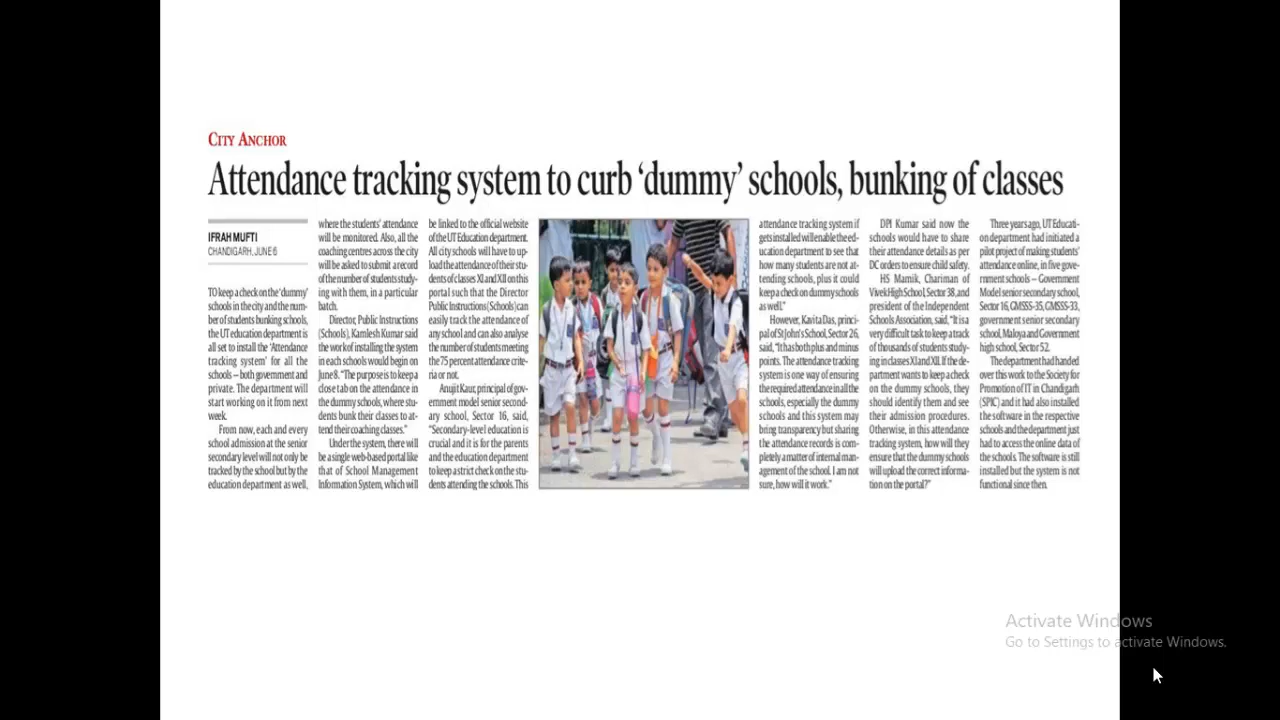 CITY ANCHOR
Attendance tracking system to curb ‘dummy’ schools, bunking of classes
IFRAH MUFTI
CHANDIGARH, JUNE 6
TO keep a check on the ‘dummy’
schools in the city and the num-
ber of students bunking schools,
the UT education department is
all set to install the ‘Attendance
tracking system’ for all the
schools – both government and
private. The department will
start working on it from next
week.
From now, each and every
school admission at the senior
secondary level will not only be
tracked by the school but by the
education department as well,
where the students’ attendance
will be monitored. Also, all the
coaching centres across the city
will be asked to submit a record
of the number of students study-
ing with them, in a particular
batch.
Director, Public Instructions
(Schools), Kamlesh Kumar said
the work of installing the system
in each schools would begin on
June 8. “The purpose is to keep a
close tab on the attendance in
the dummy schools, where stu-
dents bunk their classes to at-
tend their coaching classes.”
Under the system, there will
be a single web-based portal like
that of School Management
Information System, which will
be linked to the official website
of the UT Education department.
All city schools will have to up-
load the attendance of their stu-
dents of classes XI and XII on this
portal such that the Director
Public Instructions (Schools) can
easily track the attendance of
any school and can also analyse
the number of students meeting
the 75 percent attendance crite-
ria or not.
Anujit Kaur, principal of gov-
ernment model senior second-
ary school, Sector 16, said,
“Secondary-level education is
crucial and it is for the parents
and the education department
to keep a strict check on the stu-
dents attending the schools. This
attendance tracking system if
gets installed will enable the ed-
ucation department to see that
how many students are not at-
tending schools, plus it could
keep a check on dummy schools
as well.”
However, Kavita Das, princi-
pal of St John’s School, Sector 26,
said, “It has both plus and minus
points. The attendance tracking
system is one way of ensuring
the required attendance in all the
schools, especially the dummy
schools and this system may
bring transparency but sharing
the attendance records is com-
pletely a matter of internal man-
agement of the school. I am not
sure, how will it work.”
DPI Kumar said now the
schools would have to share
their attendance details as per
DC orders to ensure child safety.
HS Mamik, Chariman of
Vivek High School, Sector 38, and
president of the Independent
Schools Association, said, “It is a
very difficult task to keep a track
of thousands of students study-
ing in classes XI and XII. If the de-
partment wants to keep a check
on the dummy schools, they
should identify them and see
their admission procedures.
Otherwise, in this attendance
tracking system, how will they
ensure that the dummy schools
will upload the correct informa-
tion on the portal?”
Three years ago, UT Educati-
on department had initiated a
pilot project of making students’
attendance online, in five gove-
rnment schools – Government
Model senior secondary school,
Sector 16, GMSSS-35, GMSSS-33,
government senior secondary
school, Maloya and Government
high school, Sector 52.
The department had handed
over this work to the Society for
Promotion of IT in Chandigarh
(SPIC) and it had also installed
the software in the respective
schools and the department just
had to access the online data of
the schools. The software is still
installed but the system is not
functional since then.
Activate Windows
Go to Settings to activate Windows.